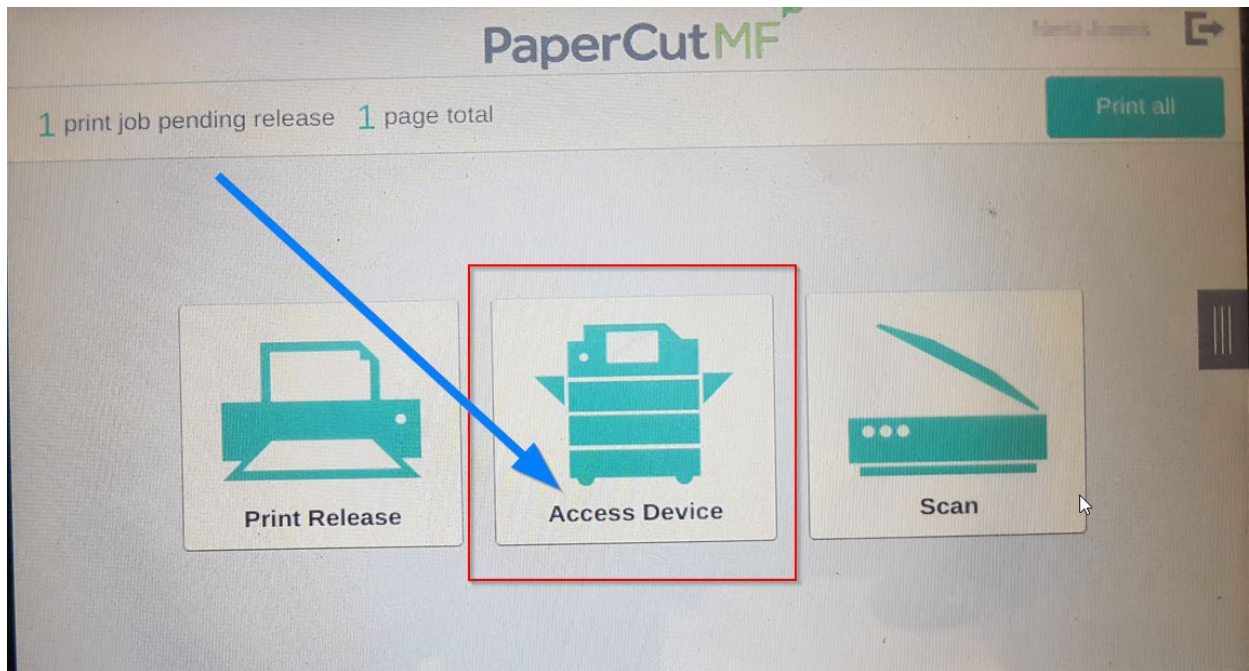 PaperCutMF
1 print job pending release 1 page total
Print all
Print Release
Access Device
Scan